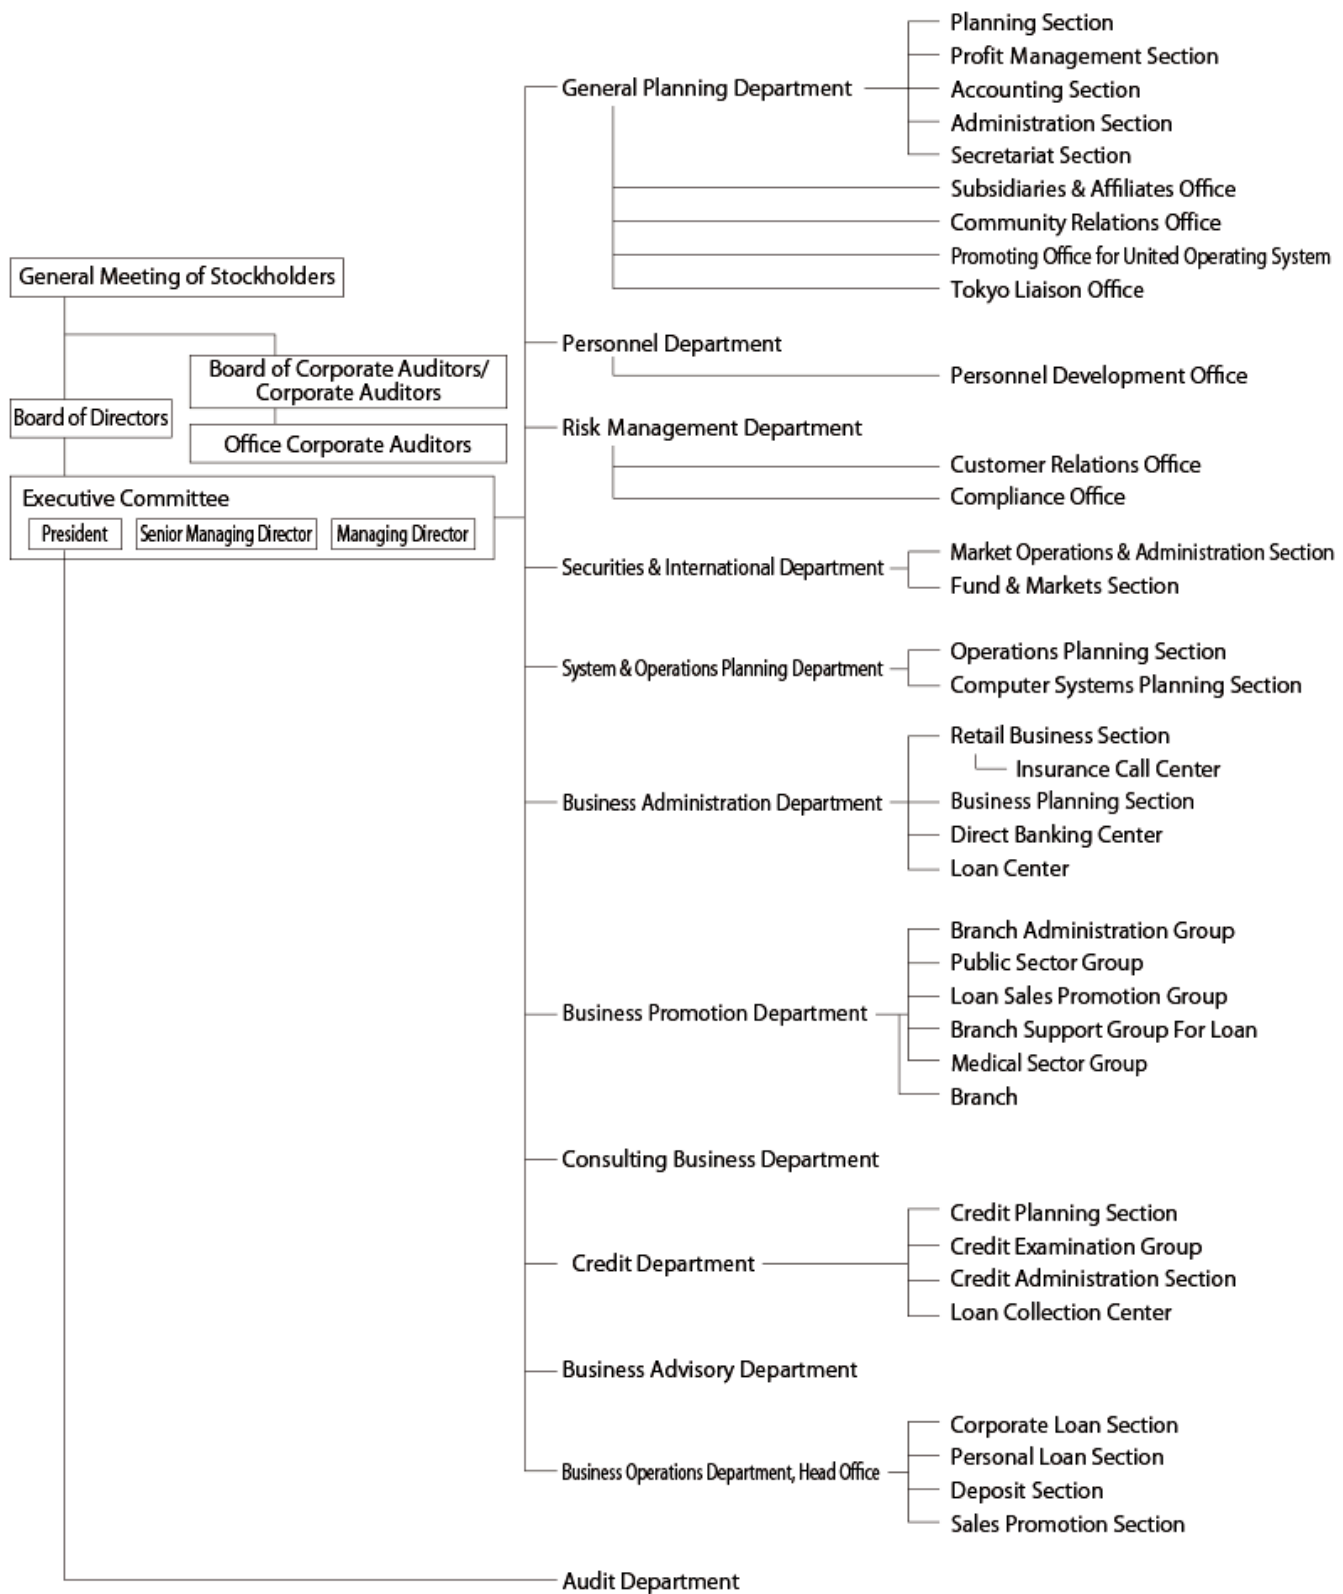 General Meeting of Stockholders
Board of Corporate Auditors/
Corporate Auditors
Board of Directors
Office Corporate Auditors
Executive Committee
President
Senior Managing Director
Managing Director
General Planning Department
Planning Section
Profit Management Section
Accounting Section
Administration Section
Secretariat Section
Subsidiaries & Affiliates Office
Community Relations Office
Promoting Office for United Operating System
Tokyo Liaison Office
Personnel Department
Personnel Development Office
Risk Management Department
Customer Relations Office
Compliance Office
Securities & International Department
Market Operations & Administration Section
Fund & Markets Section
System & Operations Planning Department
Operations Planning Section
Computer Systems Planning Section
Business Administration Department
Retail Business Section
Insurance Call Center
Business Planning Section
Direct Banking Center
Loan Center
Business Promotion Department
Branch Administration Group
Public Sector Group
Loan Sales Promotion Group
Branch Support Group For Loan
Medical Sector Group
Branch
Consulting Business Department
Credit Department
Credit Planning Section
Credit Examination Group
Credit Administration Section
Loan Collection Center
Business Advisory Department
Business Operations Department, Head Office
Corporate Loan Section
Personal Loan Section
Deposit Section
Sales Promotion Section
Audit Department